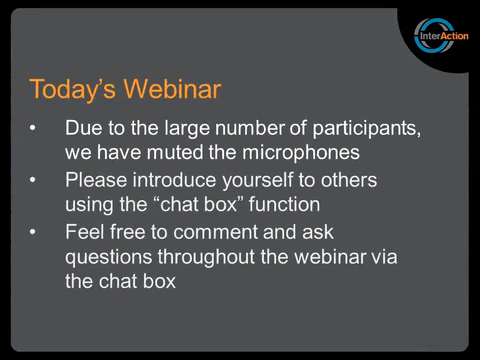 InterAction
Today's Webinar
• Due to the large number of participants,
we have muted the microphones
• Please introduce yourself to others
using the “chat box” function
• Feel free to comment and ask
questions throughout the webinar via
the chat box